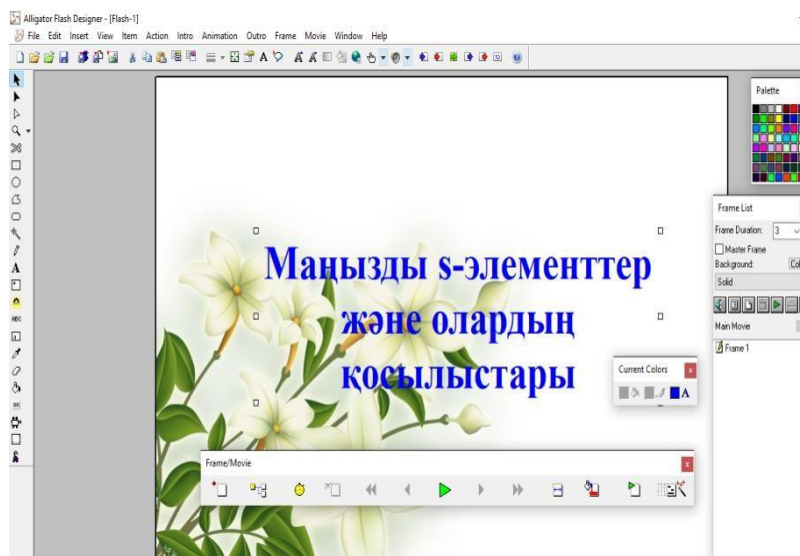 Alligator Flash Designer - [Flash-1]
File Edit Insert View Item Action Intro Animation Outro Frame Movie Window Help
Palette
Frame List
Frame Duration: 3
Master Frame
Background:
Solid
Main Movie
Frame 1
Маңызды s-элементтер
және олардың
қосылыстары
Current Colors
A
Frame/Movie
A
ABC